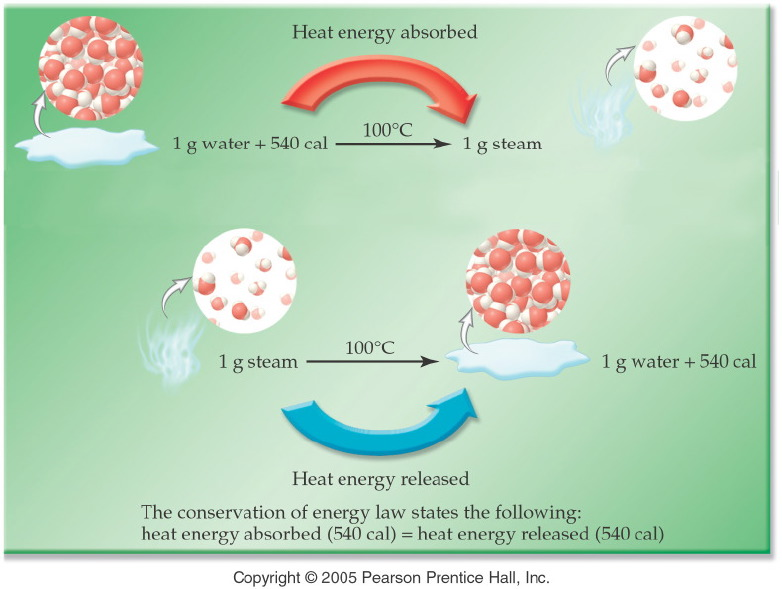 Heat energy absorbed
1 g water + 540 cal
100°C
1 g steam
1 g steam
100°C
1 g water + 540 cal
Heat energy released
The conservation of energy law states the following:
heat energy absorbed (540 cal) = heat energy released (540 cal)
Copyright © 2005 Pearson Prentice Hall, Inc.